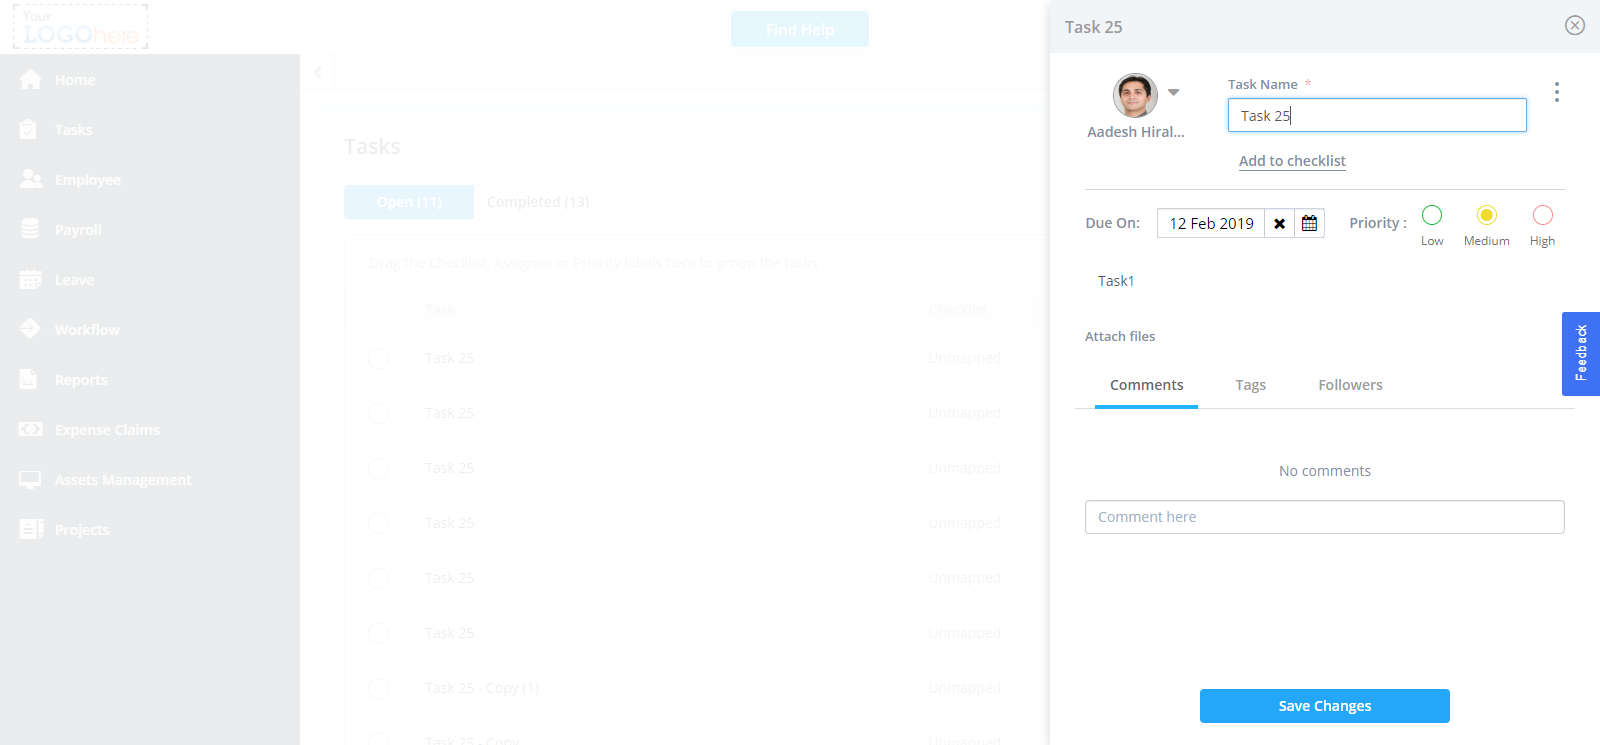 Your
LOGOhere
Find Help
Home
Tasks
Employee
Payroll
Leave
Workflow
Reports
Expense Claims
Assets Management
Projects
Tasks
Open (11)
Completed (13)
Drag the Checklist, Assignee or Priority labels here to group the tasks
Task
Checklist
Task 25
Unmapped
Task 25
Unmapped
Task 25
Unmapped
Task 25
Unmapped
Task 25
Unmapped
Task 25
Unmapped
Task 25 - Copy (1)
Unmapped
Task 25 - Copy
Unmapped
Task 25
Aadesh Hiral...
Task Name *
Task 25
Add to checklist
Due On:
12 Feb 2019
Priority :
Low
Medium
High
Task1
Attach files
Comments
Tags
Followers
No comments
Comment here
Save Changes
Feedback